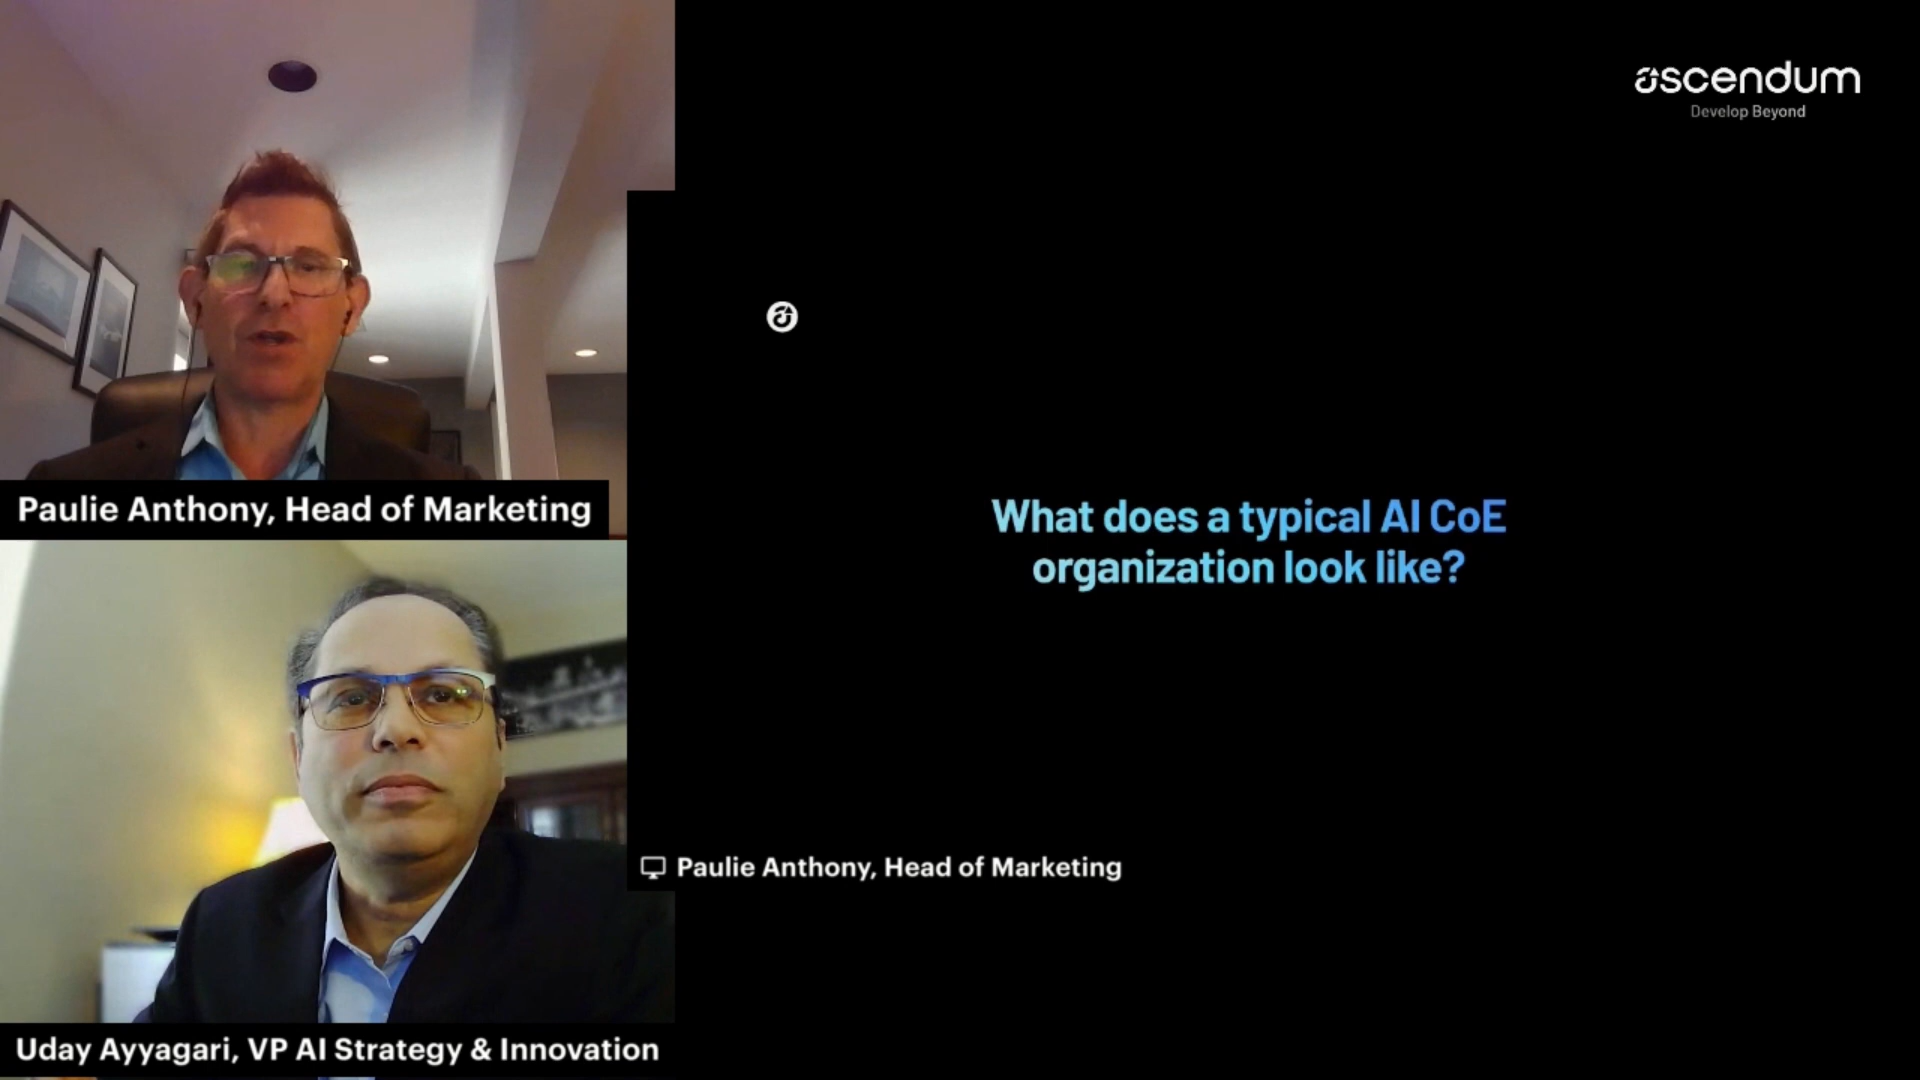 ascendum
Develop Beyond
Paulie Anthony, Head of Marketing
What does a typical AI CoE
organization look like?
Paulie Anthony, Head of Marketing
Uday Ayyagari, VP AI Strategy & Innovation